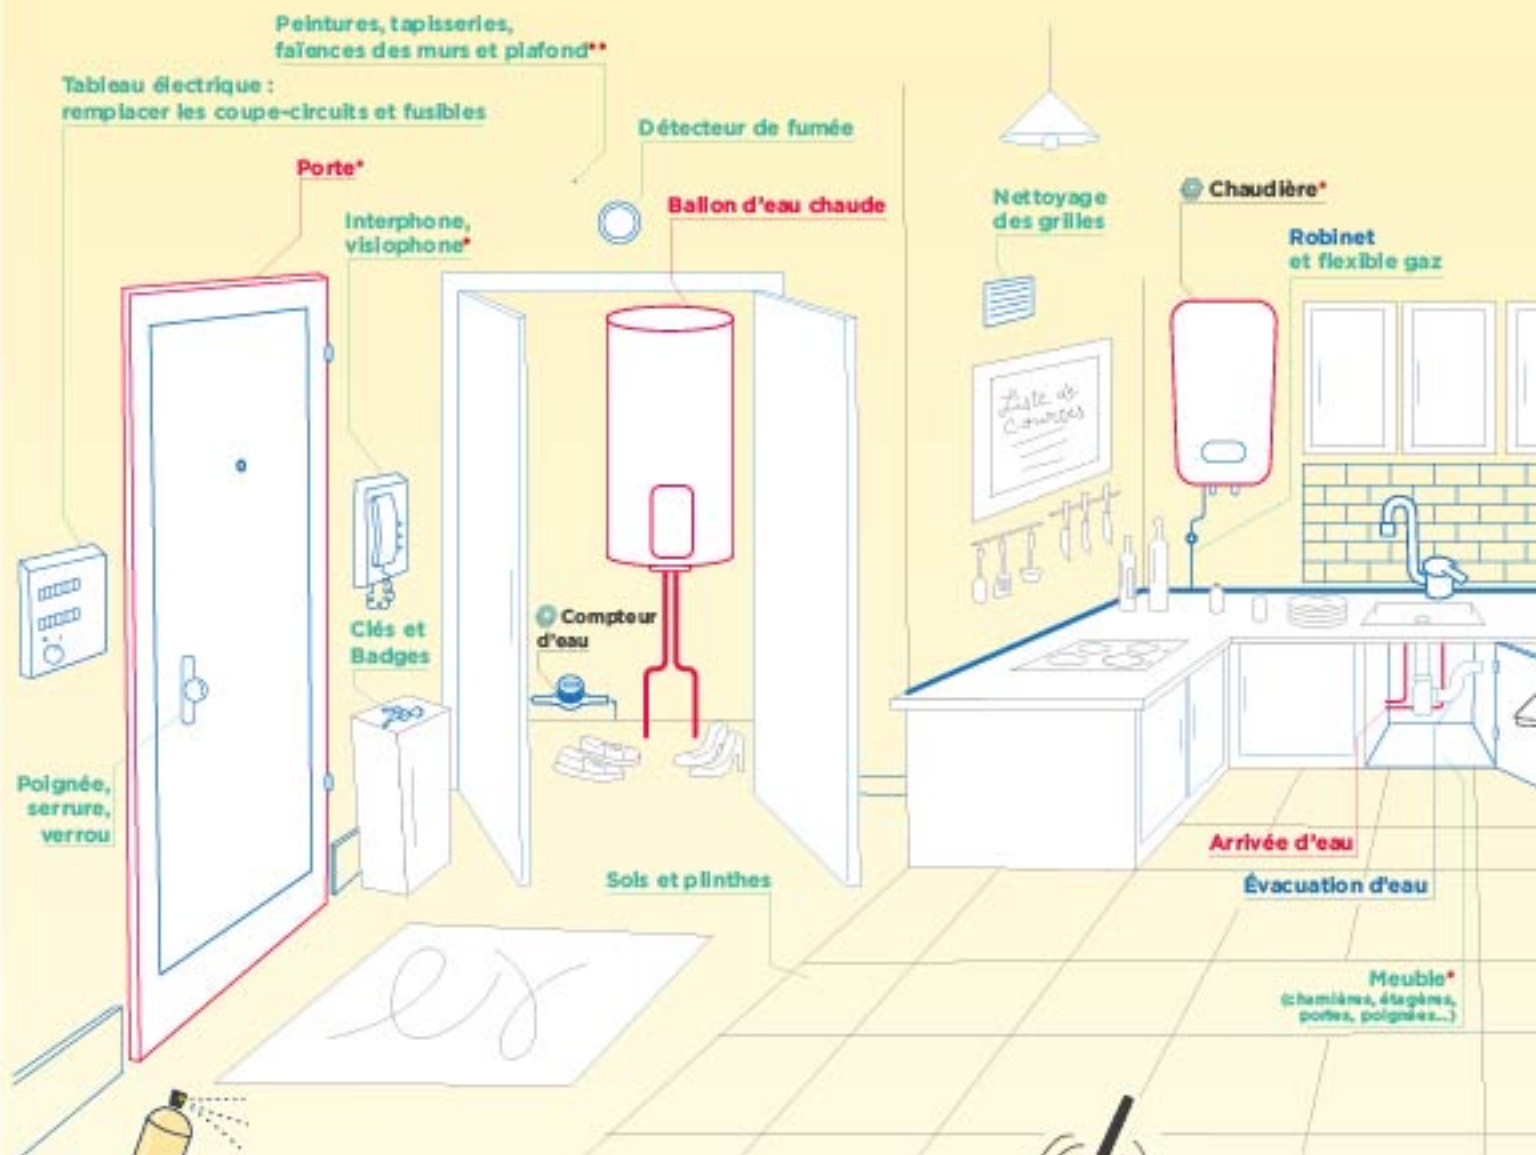 Peintures, tapisseries,
faïences des murs et plafond**
Tableau électrique :
remplacer les coupe-circuits et fusibles
Détecteur de fumée
Porte*
Ballon d'eau chaude
Interphone,
visiophone*
Nettoyage
des grilles
Chaudière*
Robinet
et flexible gaz
Liste de
Courses
Compteur
d'eau
Clés et
Badges
Poignée,
serrure,
verrou
Arrivée d'eau
Sols et plinthes
Évacuation d'eau
Meuble*
(charnières, étagères,
portes, poignées...)